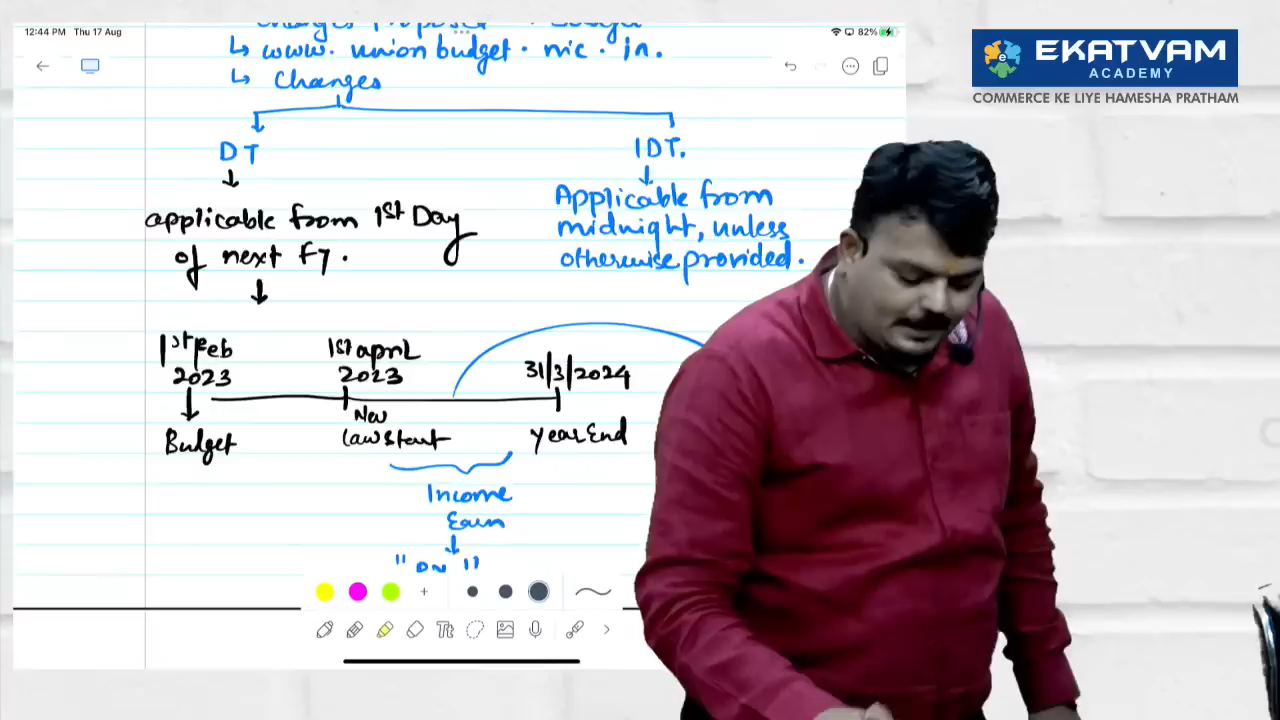 12:44 PM Thu 17 Aug
82%
EKATVAM
ACADEMY
COMMERCE KE LIYE HAMESHA PRATHAM
↳ www.union budget.nic.in.
↳ Changes
DT
IDT.
applicable from 1st Day
of next FY.
Applicable from
midnight, unless
otherwise provided.
1st Feb
2023
1st april
2023
31/3/2024
Budget
New
law start
Year End
Income
Earn